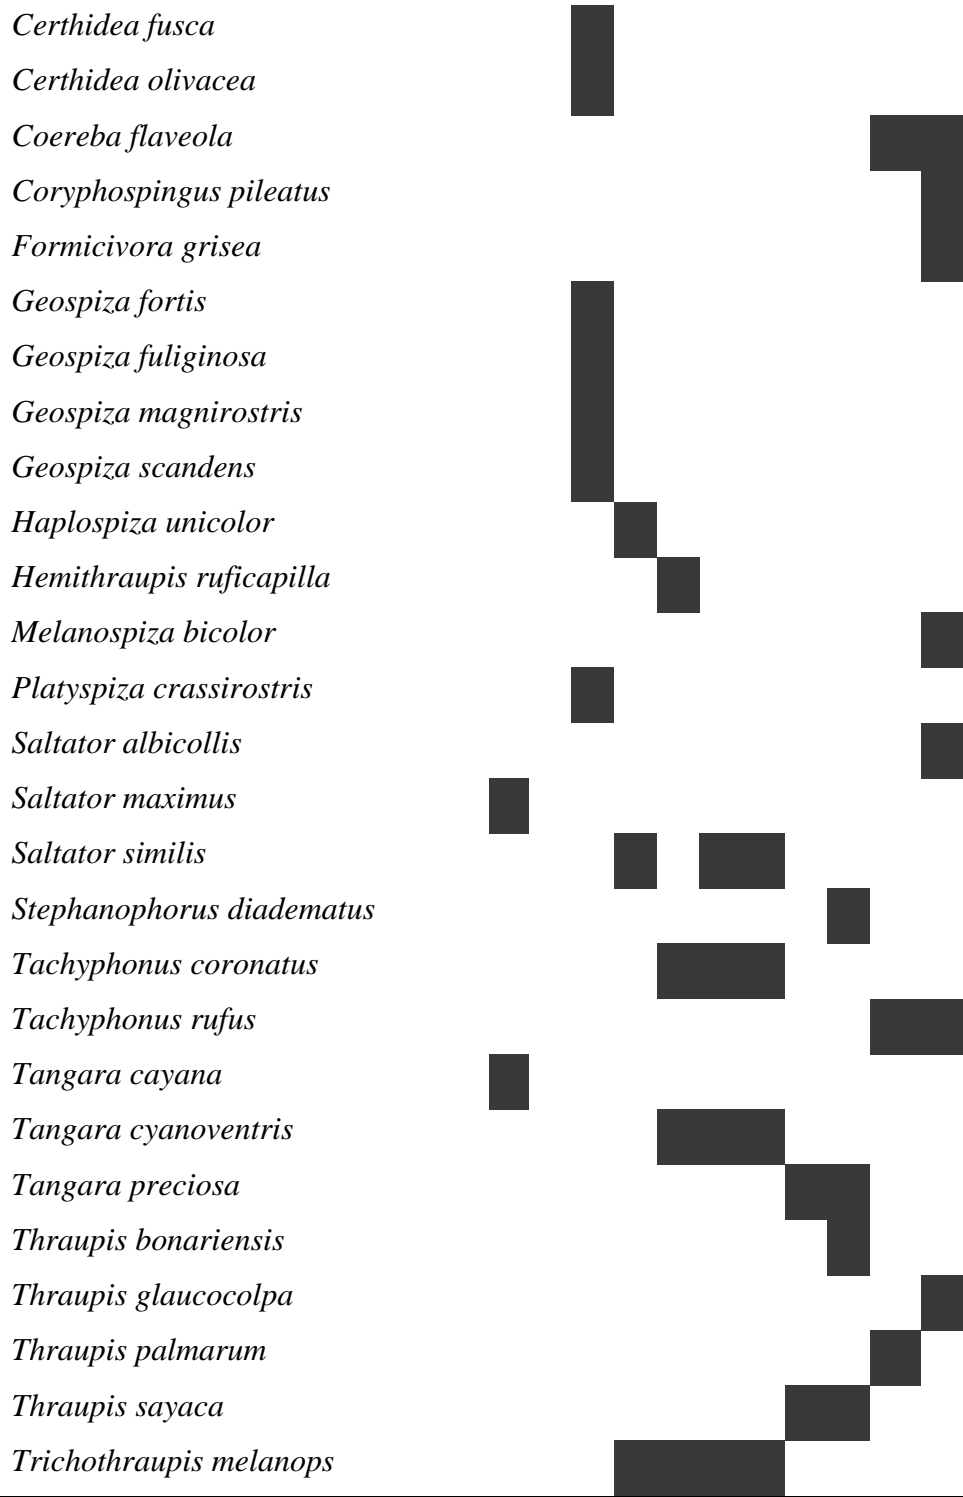 Certhidea fusca
Certhidea olivacea
Coereba flaveola
Coryphospingus pileatus
Formicivora grisea
Geospiza fortis
Geospiza fuliginosa
Geospiza magnirostris
Geospiza scandens
Haplospiza unicolor
Hemithraupis ruficapilla
Melanospiza bicolor
Platyspiza crassirostris
Saltator albicollis
Saltator maximus
Saltator similis
Stephanophorus diadematus
Tachyphonus coronatus
Tachyphonus rufus
Tangara cayana
Tangara cyanoventris
Tangara preciosa
Thraupis bonariensis
Thraupis glaucocolpa
Thraupis palmarum
Thraupis sayaca
Trichothraupis melanops